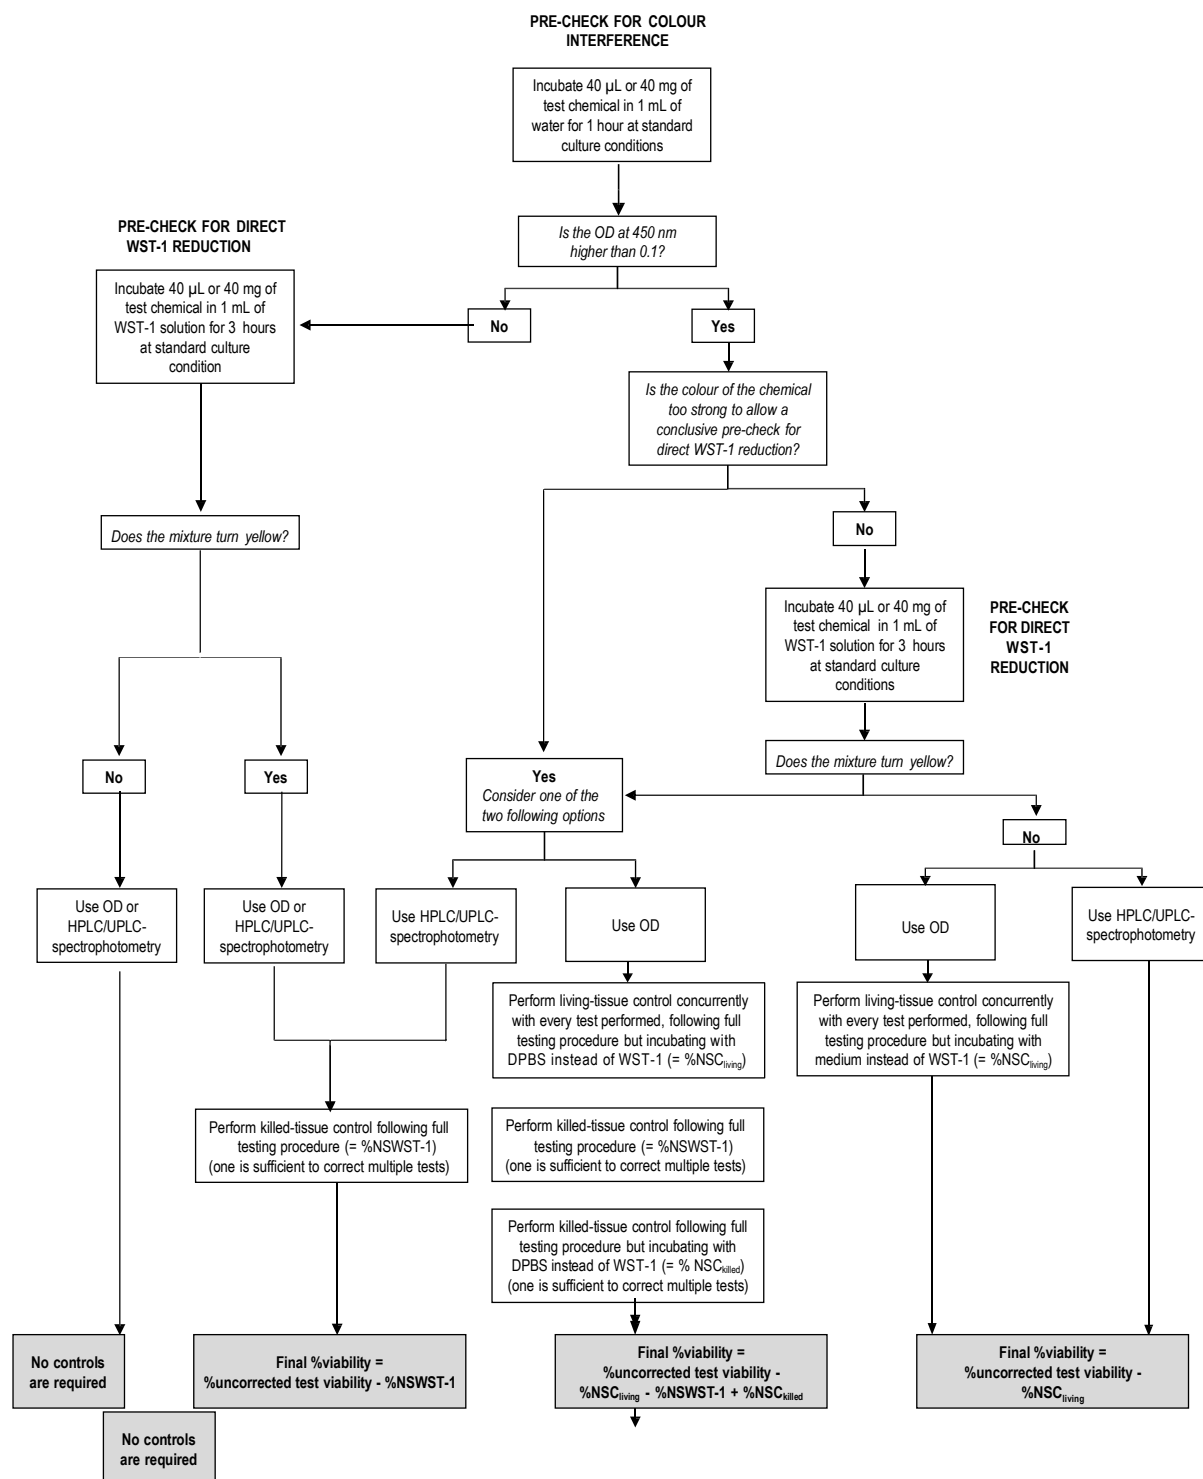 PRE-CHECK FOR COLOUR
INTERFERENCE
Incubate 40 µL or 40 mg of
test chemical in 1 mL of
water for 1 hour at standard
culture conditions
Is the OD at 450 nm
higher than 0.1?
No
Yes
PRE-CHECK FOR DIRECT
WST-1 REDUCTION
Incubate 40 µL or 40 mg of
test chemical in 1 mL of
WST-1 solution for 3 hours
at standard culture
condition
Does the mixture turn yellow?
Is the colour of the chemical
too strong to allow a
conclusive pre-check for
direct WST-1 reduction?
No
Incubate 40 µL or 40 mg of
test chemical in 1 mL of
WST-1 solution for 3 hours
at standard culture
conditions
PRE-CHECK
FOR DIRECT
WST-1
REDUCTION
Does the mixture turn yellow?
No
Yes
Yes
Consider one of the
two following options
No
Use OD or
HPLC/UPLC-
spectrophotometry
Use OD or
HPLC/UPLC-
spectrophotometry
Use HPLC/UPLC-
spectrophotometry
Use OD
Use OD
Use HPLC/UPLC-
spectrophotometry
Perform living-tissue control concurrently
with every test performed, following full
testing procedure but incubating with
DPBS instead of WST-1 (= %NSCliving)
Perform living-tissue control concurrently
with every test performed, following full
testing procedure but incubating with
medium instead of WST-1 (= %NSCliving)
Perform killed-tissue control following full
testing procedure (= %NSWST-1)
(one is sufficient to correct multiple tests)
Perform killed-tissue control following full
testing procedure (= %NSWST-1)
(one is sufficient to correct multiple tests)
Perform killed-tissue control following full
testing procedure but incubating with
DPBS instead of WST-1 (= % NSCkilled)
(one is sufficient to correct multiple tests)
No controls
are required
Final %viability =
%uncorrected test viability - %NSWST-1
Final %viability =
%uncorrected test viability -
%NSCliving - %NSWST-1 + %NSCkilled
Final %viability =
%uncorrected test viability -
%NSCliving
No controls
are required